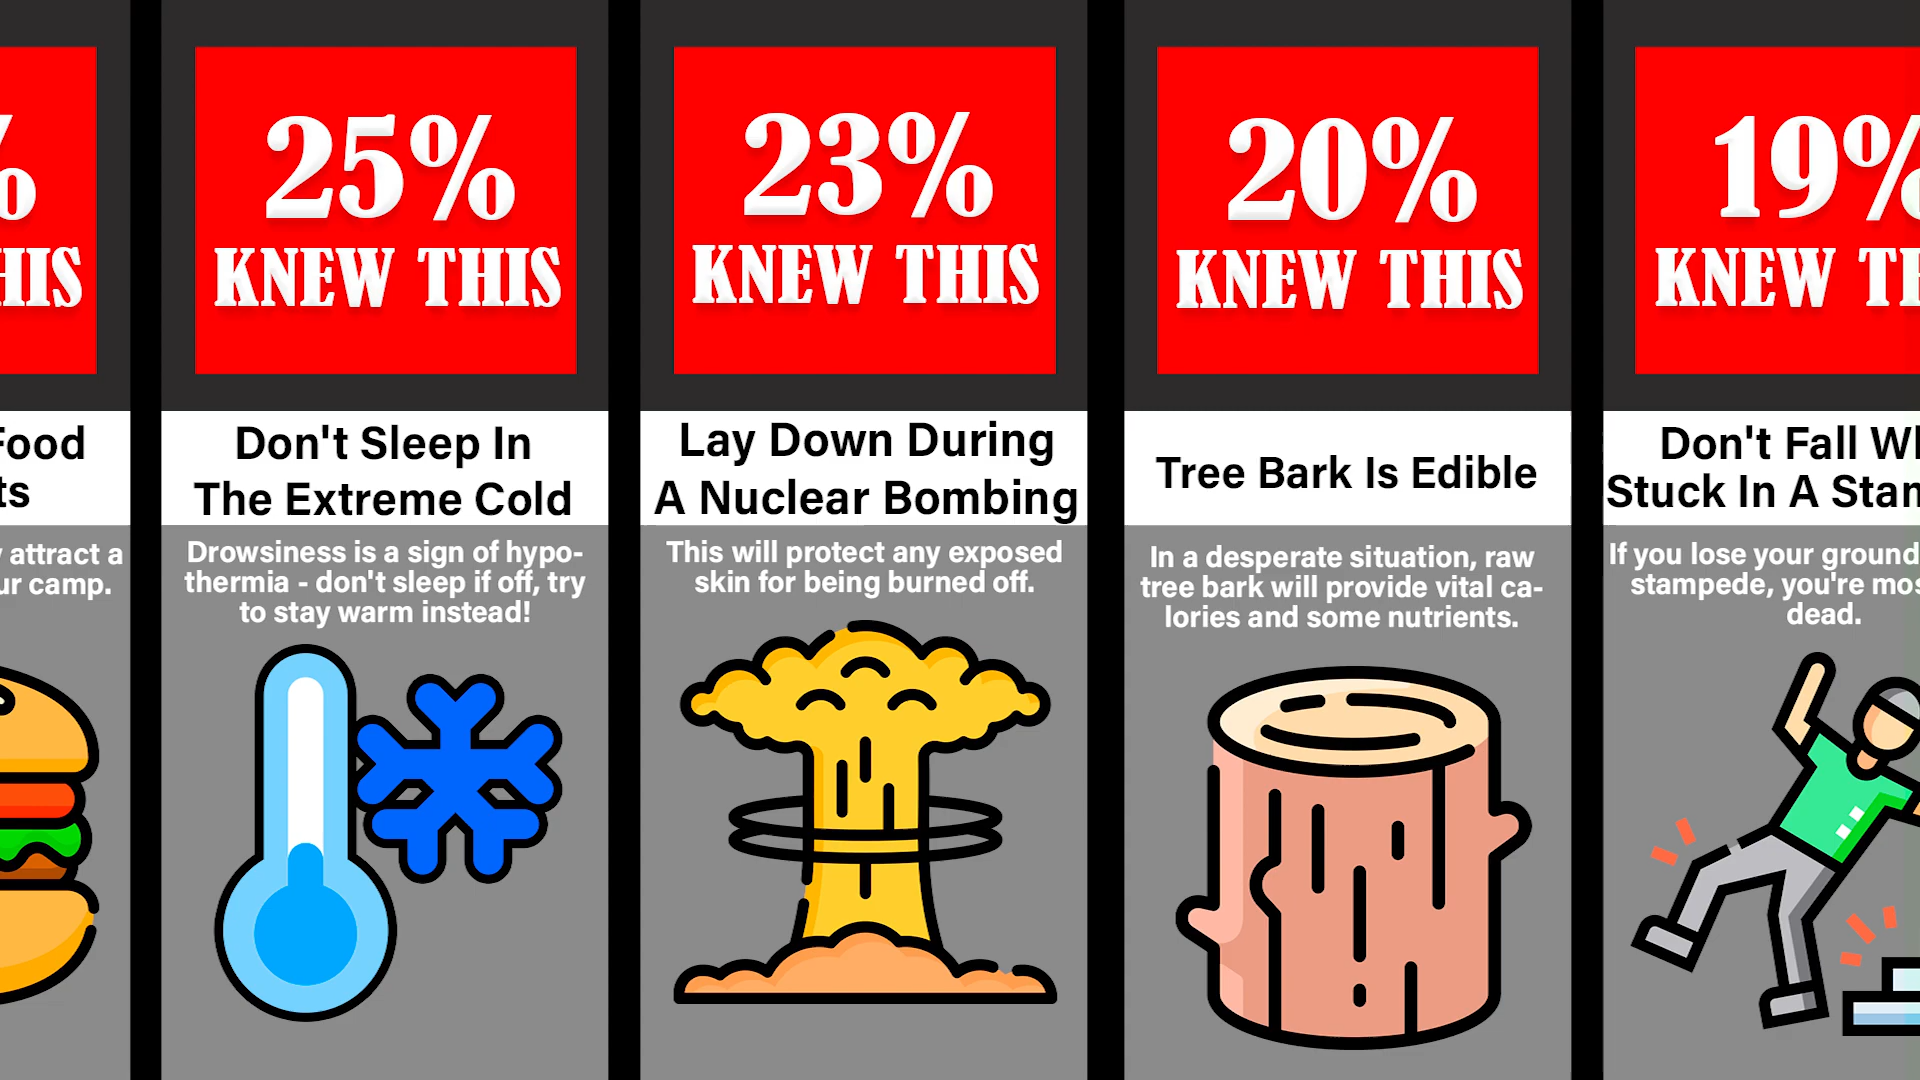 %
HIS
Food
ts
attract a
ur camp.
25%
KNEW THIS
Don't Sleep In
The Extreme Cold
Drowsiness is a sign of hypo-
thermia - don't sleep if off, try
to stay warm instead!
23%
KNEW THIS
Lay Down During
A Nuclear Bombing
This will protect any exposed
skin for being burned off.
20%
KNEW THIS
Tree Bark Is Edible
In a desperate situation, raw
tree bark will provide vital ca-
lories and some nutrients.
19%
KNEW TH
Don't Fall Wh
Stuck In A Stam
If you lose your ground
stampede, you're mos
dead.